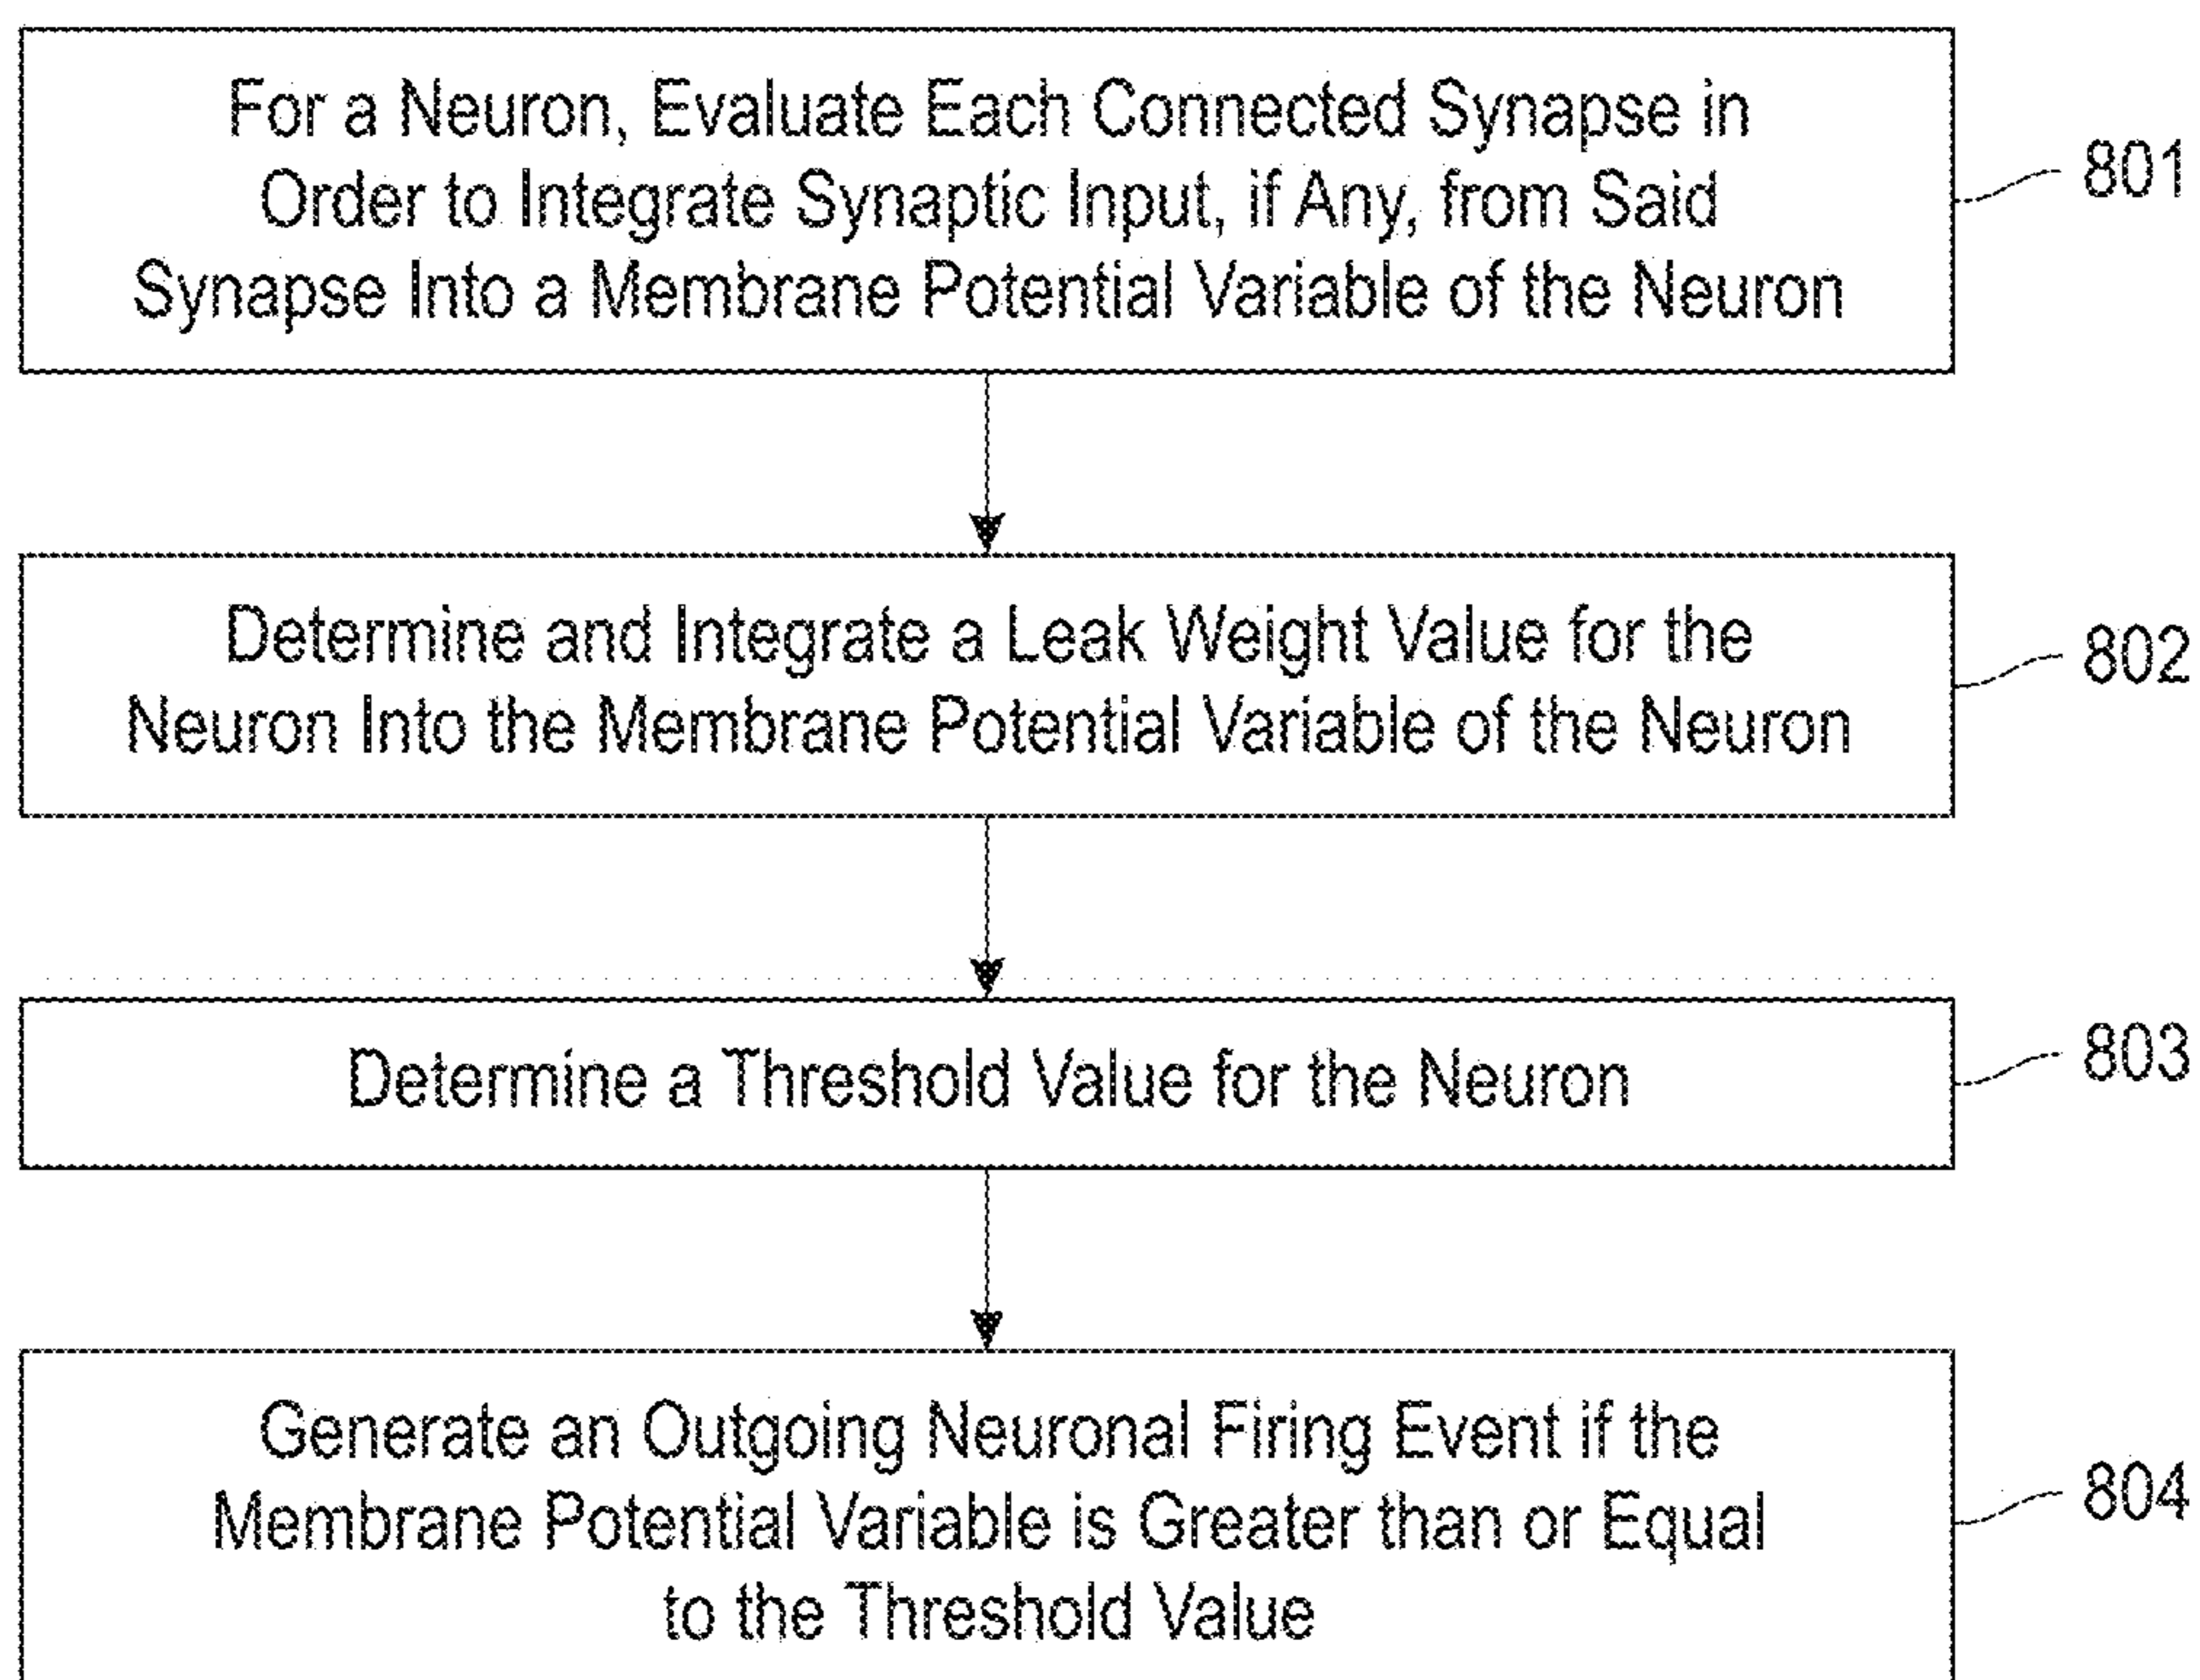 For a Neuron, Evaluate Each Connected Synapse in
Order to Integrate Synaptic Input, if Any, from Said
Synapse Into a Membrane Potential Variable of the Neuron
801
Determine and Integrate a Leak Weight Value for the
Neuron Into the Membrane Potential Variable of the Neuron
802
Determine a Threshold Value for the Neuron
803
Generate an Outgoing Neuronal Firing Event if the
Membrane Potential Variable is Greater than or Equal
to the Threshold Value
804